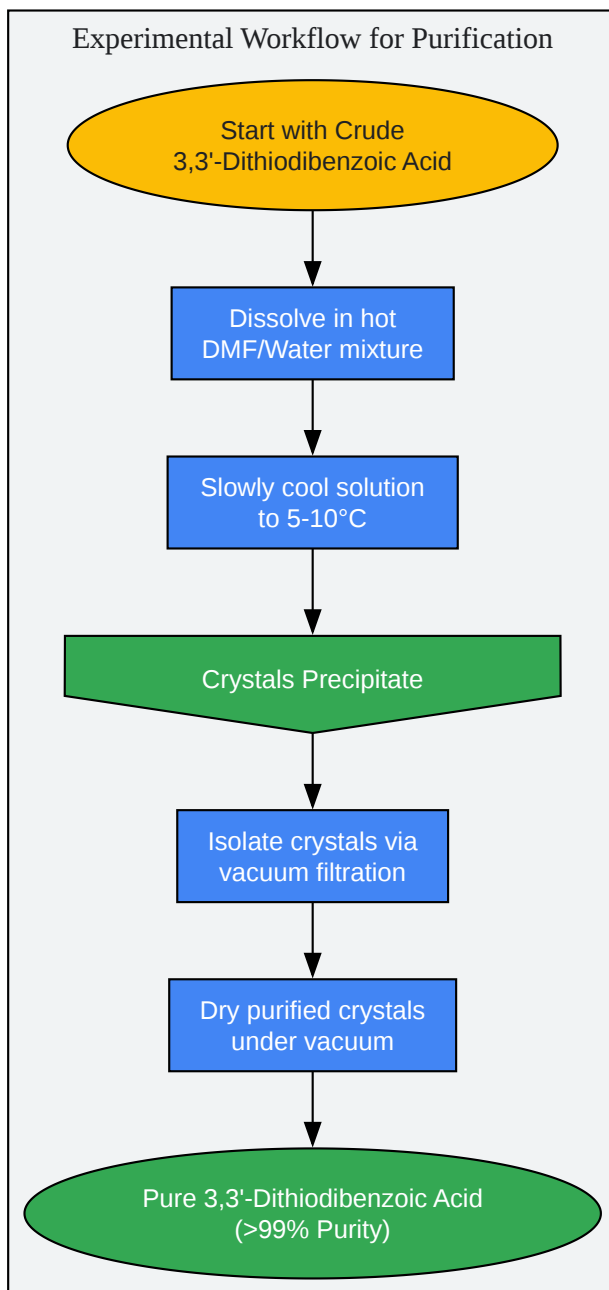 Experimental Workflow for Purification
Start with Crude
3,3'-Dithiodibenzoic Acid
Dissolve in hot
DMF/Water mixture
Slowly cool solution
to 5-10°C
Crystals Precipitate
Isolate crystals via
vacuum filtration
Dry purified crystals
under vacuum
Pure 3,3'-Dithiodibenzoic Acid
(>99% Purity)